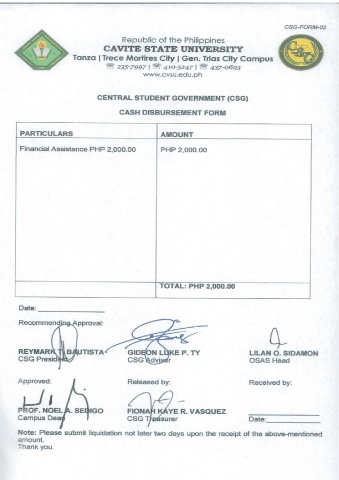 CSG-FORM-02
Republic of the Philippines
CAVITE STATE UNIVERSITY
Tanza | Trece Martires City | Gen. Trias City Campus
☏ 235-7997 | ☏ 410-5247 | ☏ 437-0693
www.cvsu.edu.ph
CENTRAL STUDENT GOVERNMENT (CSG)
CASH DISBURSEMENT FORM
PARTICULARS AMOUNT
Financial Assistance PHP 2,000.00 PHP 2,000.00
TOTAL: PHP 2,000.00
Date:
Recommending Approval:
REYMARK T. BAUTISTA GIDEON LUKE P. TY LILAN O. SIDAMON
CSG President CSG Adviser OSAS Head
Approved: Released by: Received by:
PROF. NOEL A. SEDIGO FIONAH KAYE R. VASQUEZ
Campus Dean CSG Treasurer Date:
Note: Please submit liquidation not later two days upon the receipt of the above-mentioned
amount.
Thank you.